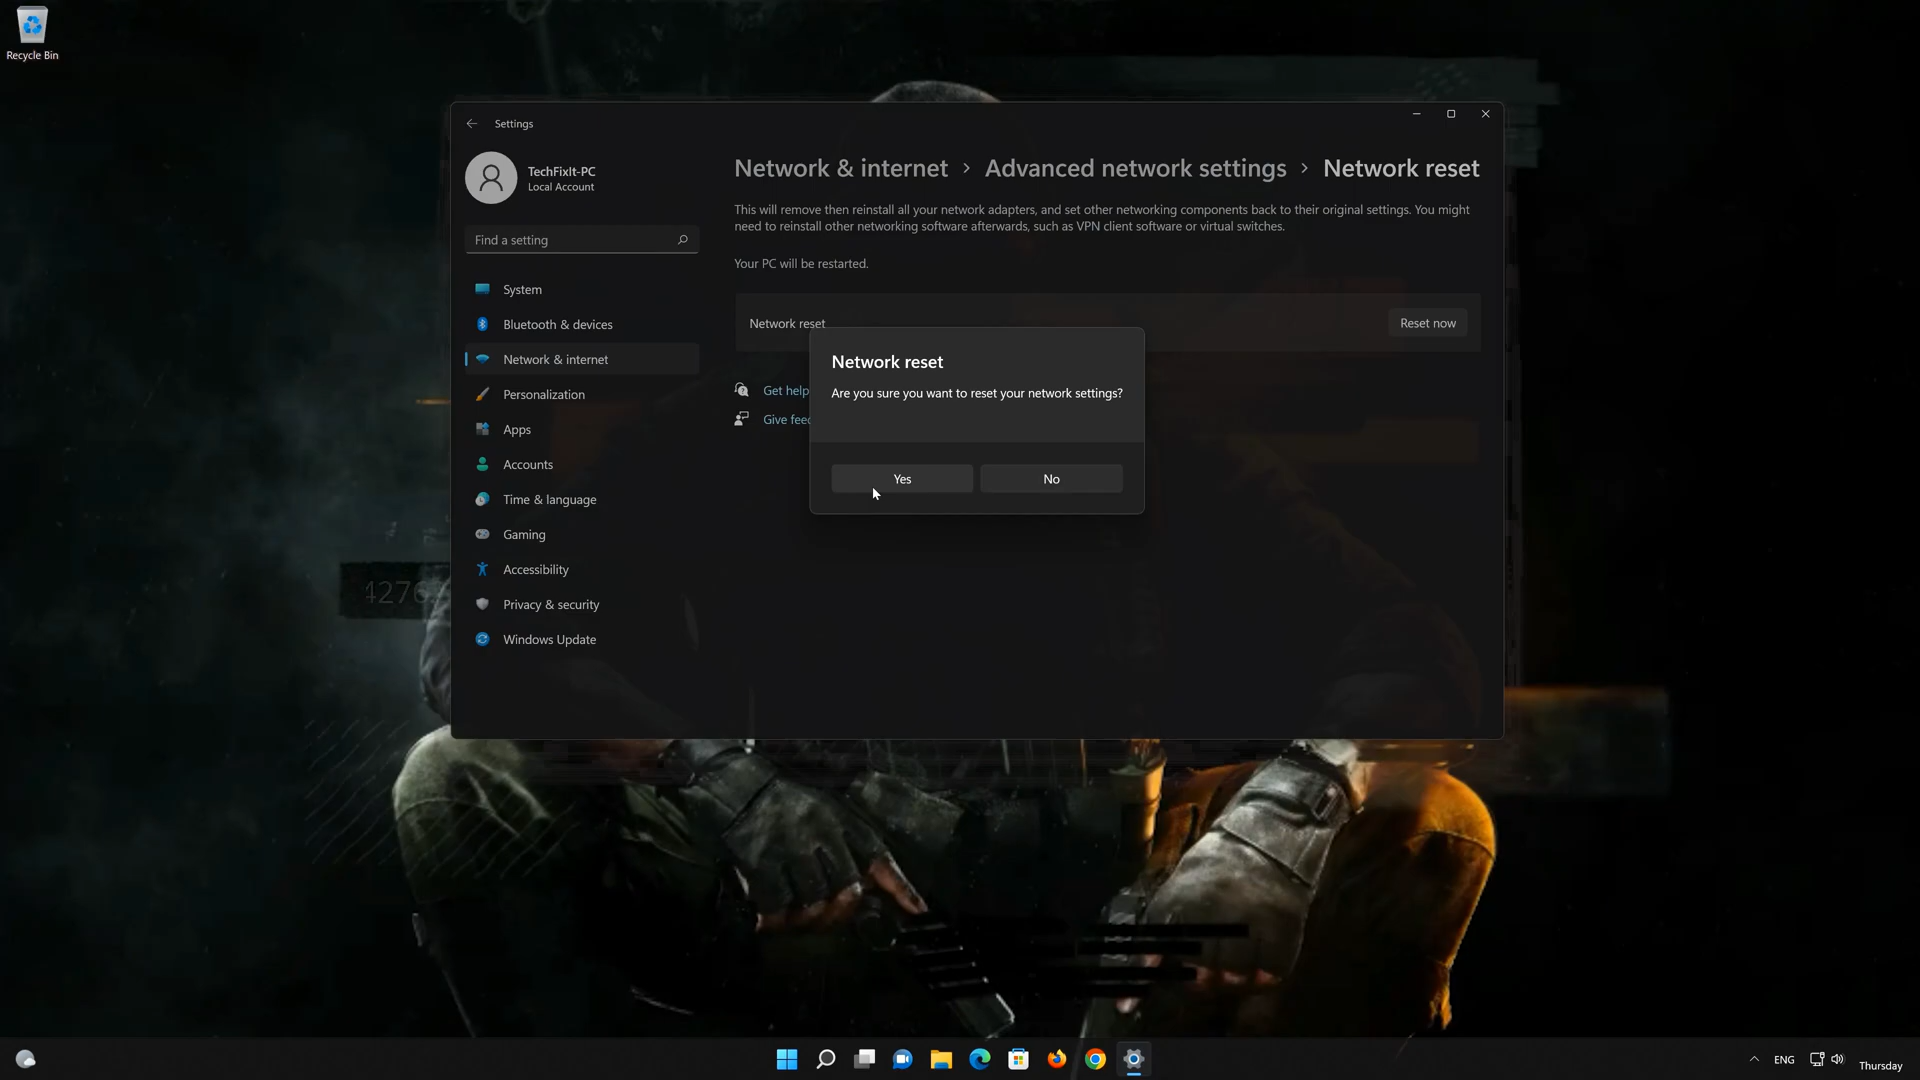 Recycle Bin
Settings
TechFixIt-PC
Local Account
Find a setting
System
Bluetooth & devices
Network & internet
Personalization
Apps
Accounts
Time & language
Gaming
Accessibility
Privacy & security
Windows Update
Network & internet > Advanced network settings > Network reset
This will remove then reinstall all your network adapters, and set other networking components back to their original settings. You might
need to reinstall other networking software afterwards, such as VPN client software or virtual switches.
Your PC will be restarted.
Network reset
Reset now
Get help
Give feed
Network reset
Are you sure you want to reset your network settings?
Yes
No
4276
ENG
Thursday